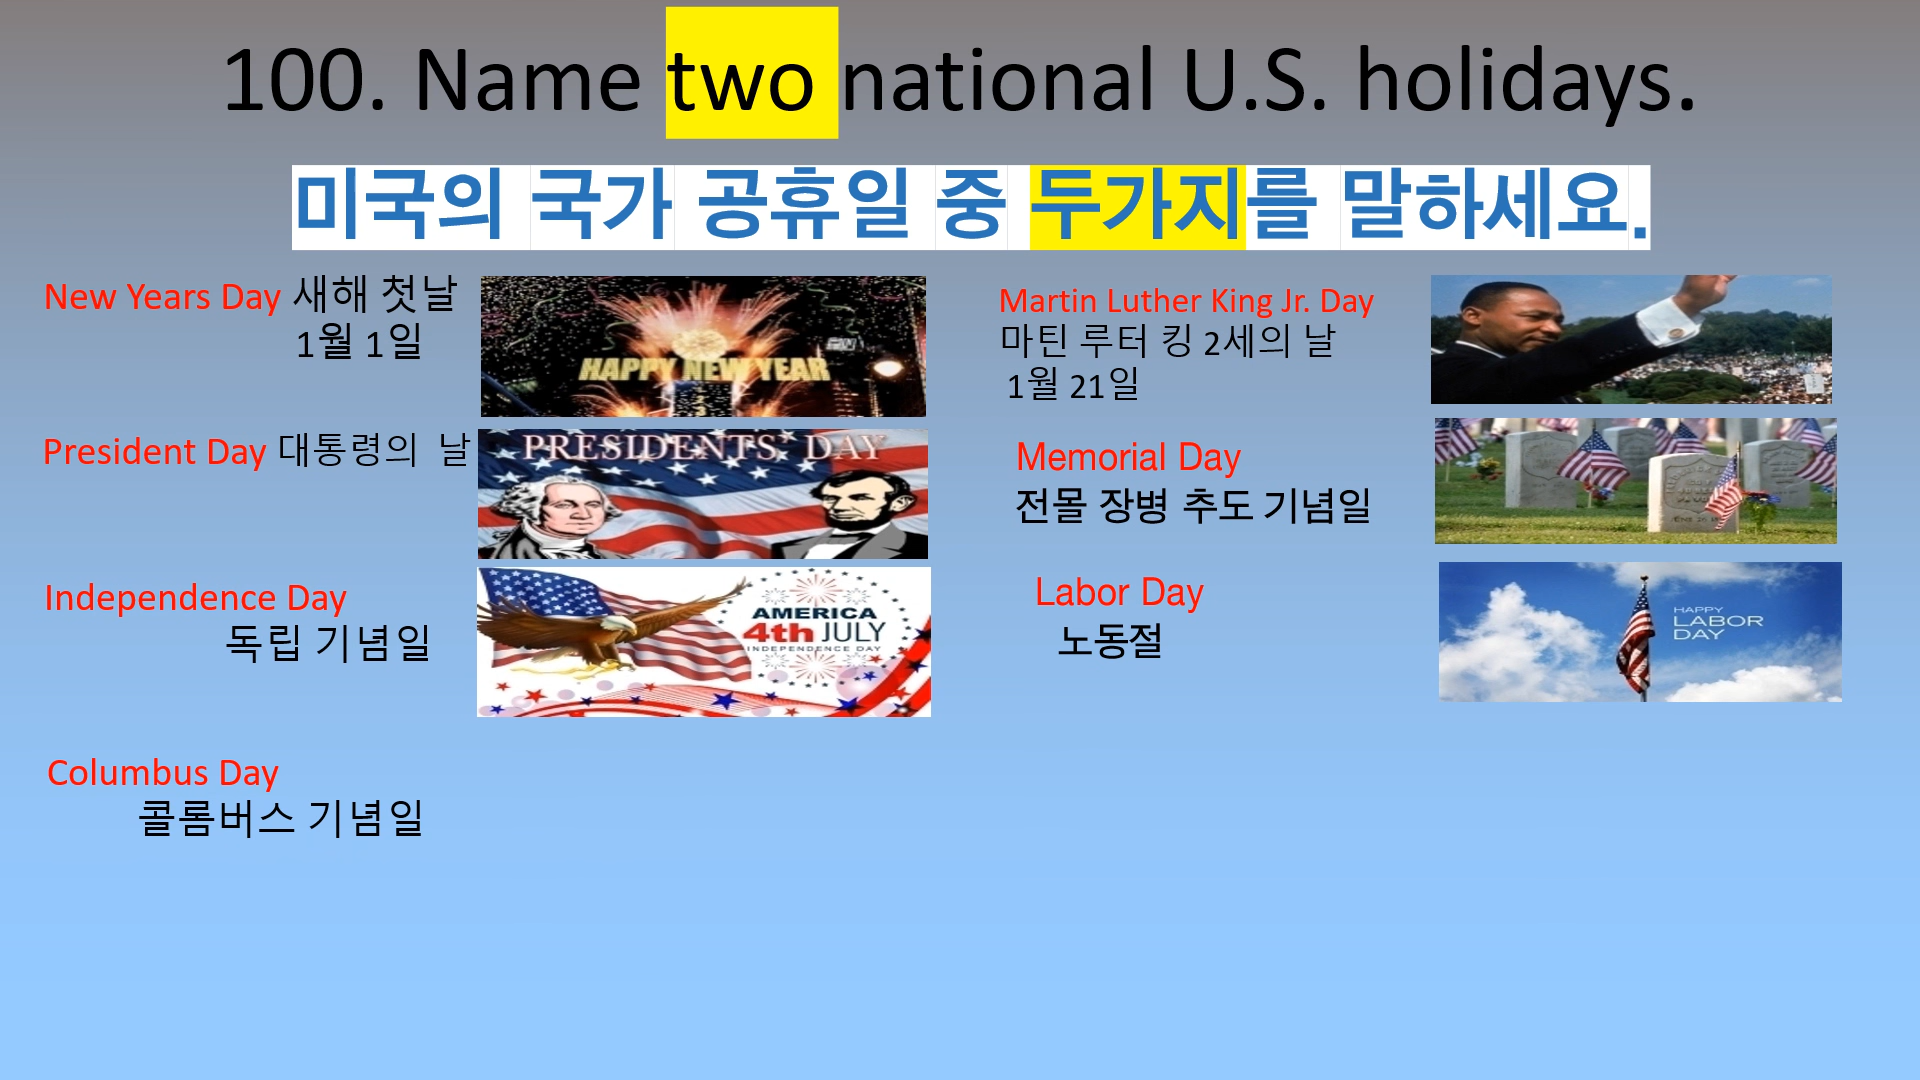 100. Name two national U.S. holidays.
미국의 국가 공휴일 중 두가지를 말하세요.
New Years Day 새해 첫날
1월 1일
HAPPY NEW YEAR
Martin Luther King Jr. Day
마틴 루터 킹 2세의 날
1월 21일
President Day 대통령의 날
PRESIDENTS' DAY
Memorial Day
전몰 장병 추도 기념일
Independence Day
독립 기념일
AMERICA
4th JULY
INDEPENDENCE DAY
Labor Day
노동절
HAPPY
LABOR
DAY
Columbus Day
콜롬버스 기념일